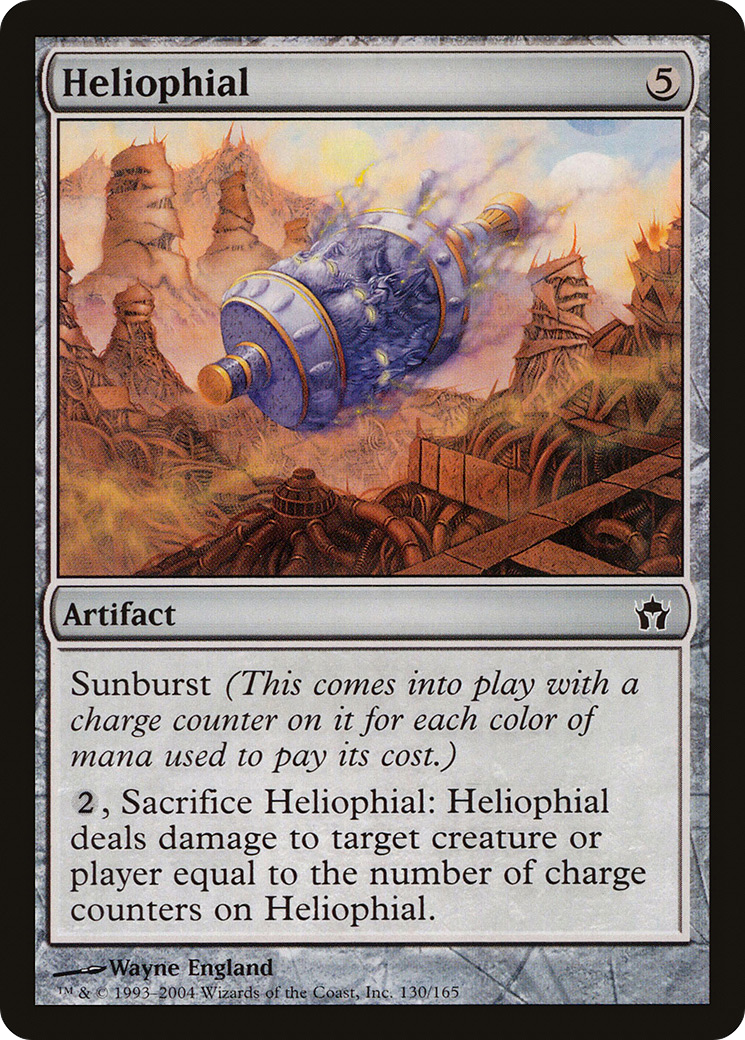 Heliophial 5
Artifact
Sunburst (This comes into play with a
charge counter on it for each color of
mana used to pay its cost.)
2, Sacrifice Heliophial: Heliophial
deals damage to target creature or
player equal to the number of charge
counters on Heliophial.
Wayne England
™ & © 1993–2004 Wizards of the Coast, Inc. 130/165